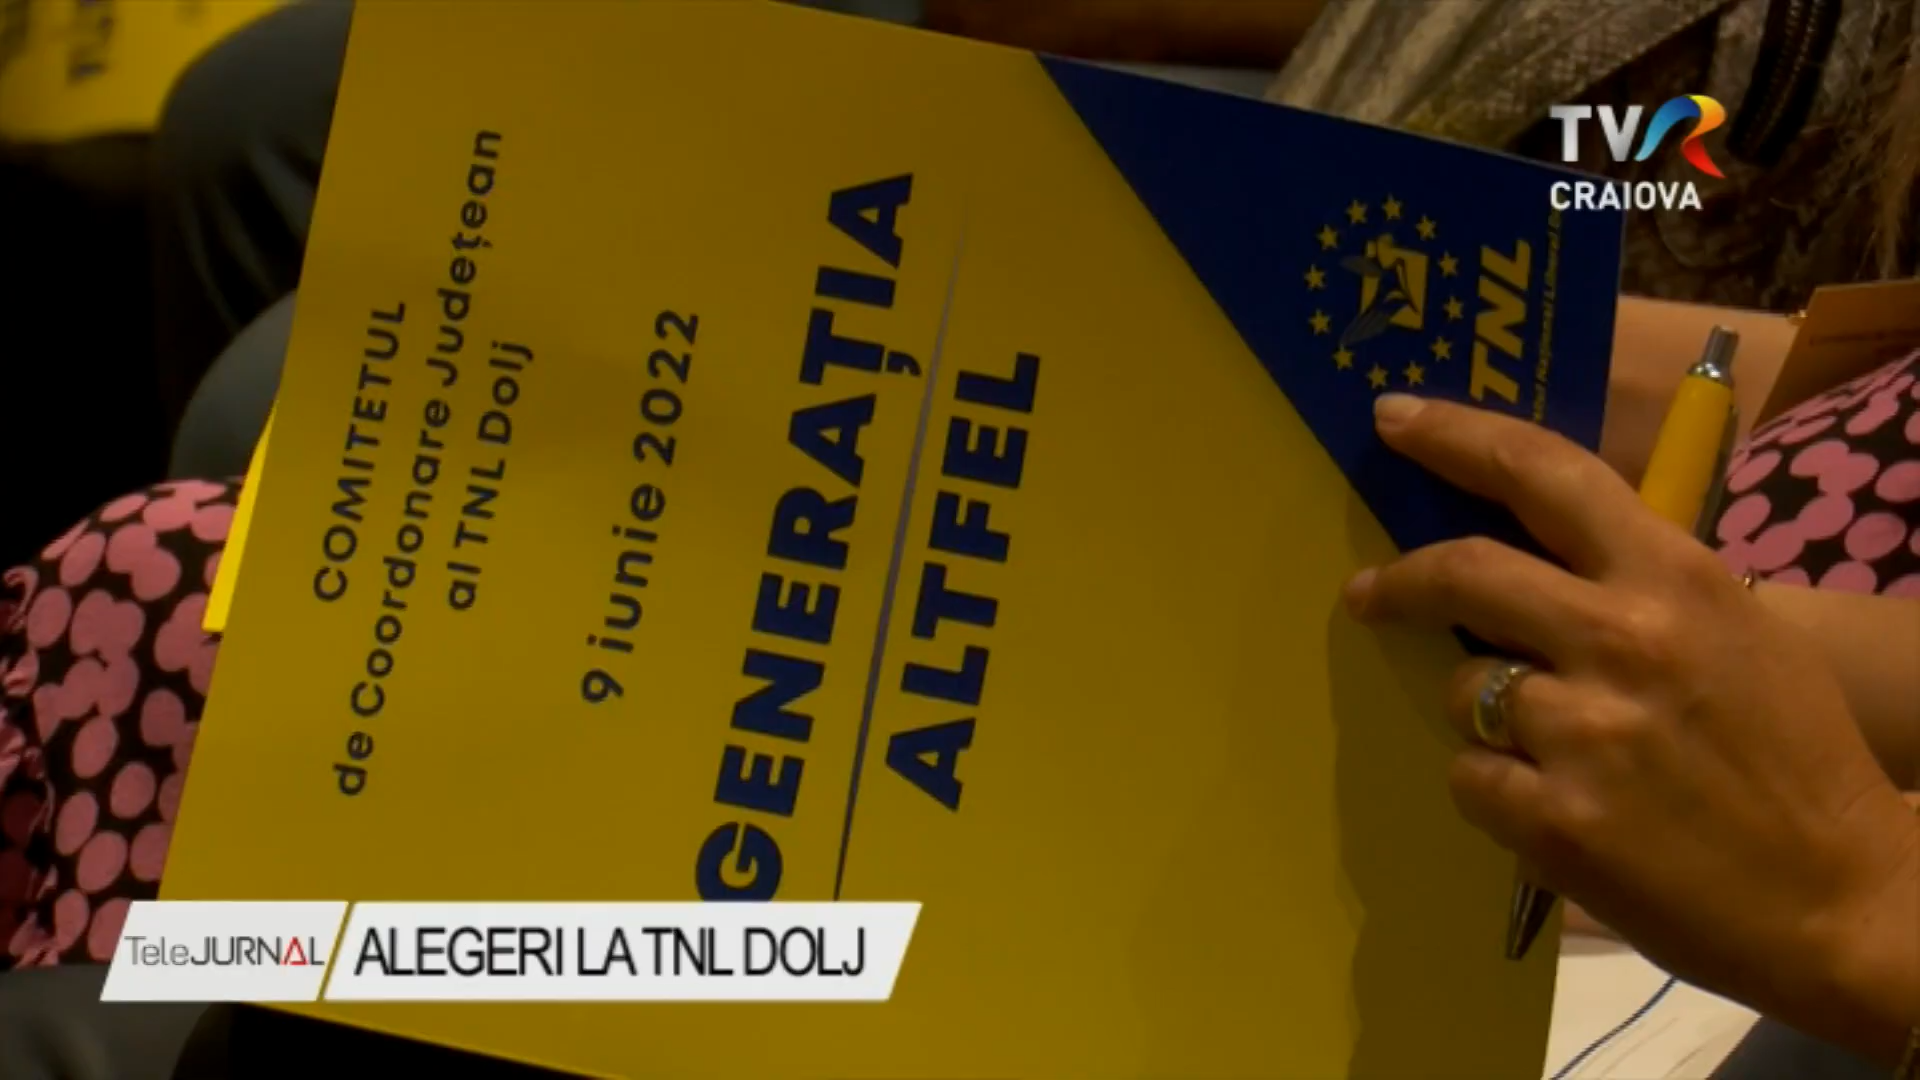 TVR
CRAIOVA
COMITETUL
de Coordonare Județean
al TNL Dolj
9 iunie 2022
GENERAȚIA
ALTFEL
TNL
TeleJURNAL
ALEGERI LA TNL DOLJ